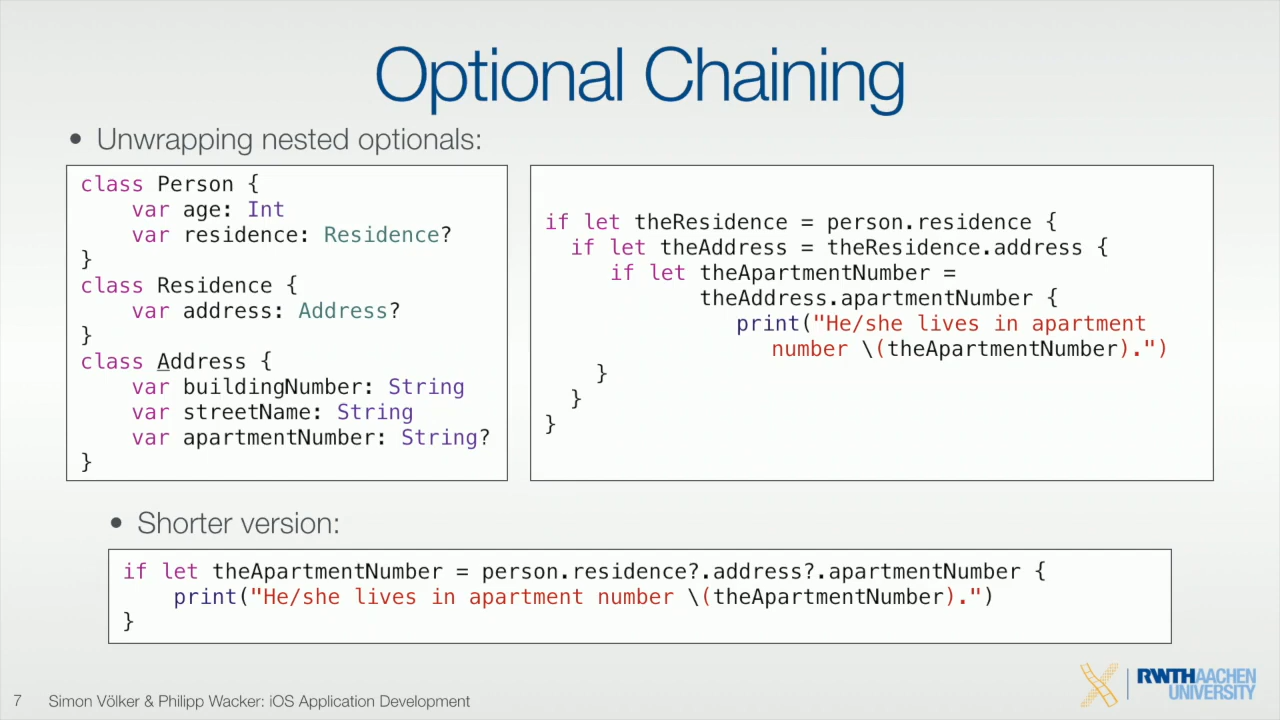 Optional Chaining
• Unwrapping nested optionals:
class Person {
    var age: Int
    var residence: Residence?
}
class Residence {
    var address: Address?
}
class Address {
    var buildingNumber: String
    var streetName: String
    var apartmentNumber: String?
}
if let theResidence = person.residence {
  if let theAddress = theResidence.address {
     if let theApartmentNumber =
            theAddress.apartmentNumber {
               print("He/she lives in apartment
                  number \(theApartmentNumber).")
    }
  }
}
• Shorter version:
if let theApartmentNumber = person.residence?.address?.apartmentNumber {
    print("He/she lives in apartment number \(theApartmentNumber).")
}
7 Simon Völker & Philipp Wacker: iOS Application Development
RWTHAACHEN
UNIVERSITY